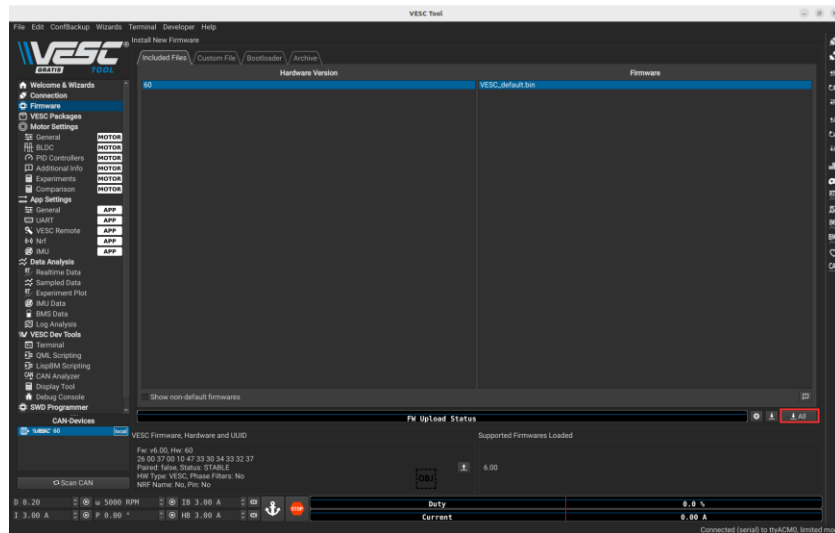 VESC Tool
File Edit ConfBackup Wizards Terminal Developer Help
VESC
GRATIS TOOL
Install New Firmware
Included Files Custom File Bootloader Archive
Hardware Version Firmware
60 VESC_default.bin
Welcome & Wizards
Connection
Firmware
VESC Packages
Motor Settings
General MOTOR
BLDC MOTOR
PID Controllers MOTOR
Additional Info MOTOR
Experiments MOTOR
Comparison MOTOR
App Settings
General APP
UART APP
VESC Remote APP
Nrf APP
IMU APP
Data Analysis
Realtime Data
Sampled Data
Experiment Plot
IMU Data
BMS Data
Log Analysis
VESC Dev Tools
Terminal
QML Scripting
LispBM Scripting
CAN Analyzer
Display Tool
Debug Console
SWD Programmer
Show non-default firmwares
FW Upload Status
All
CAN-Devices
VESC 60 local
Scan CAN
VESC Firmware, Hardware and UUID
Fw: v6.00, Hw: 60
26 00 37 00 10 47 33 30 34 33 32 37
Paired: false, Status: STABLE
HW Type: VESC, Phase Filters: No
NRF Name: No, Pin: No
OBJ
Supported Firmwares Loaded
6.00
D 0.20 ω 5000 RPM IB 3.00 A
I 3.00 A P 0.00 ° HB 3.00 A
STOP
Duty 0.0 %
Current 0.00 A
Connected (serial) to ttyACM0, limited mod